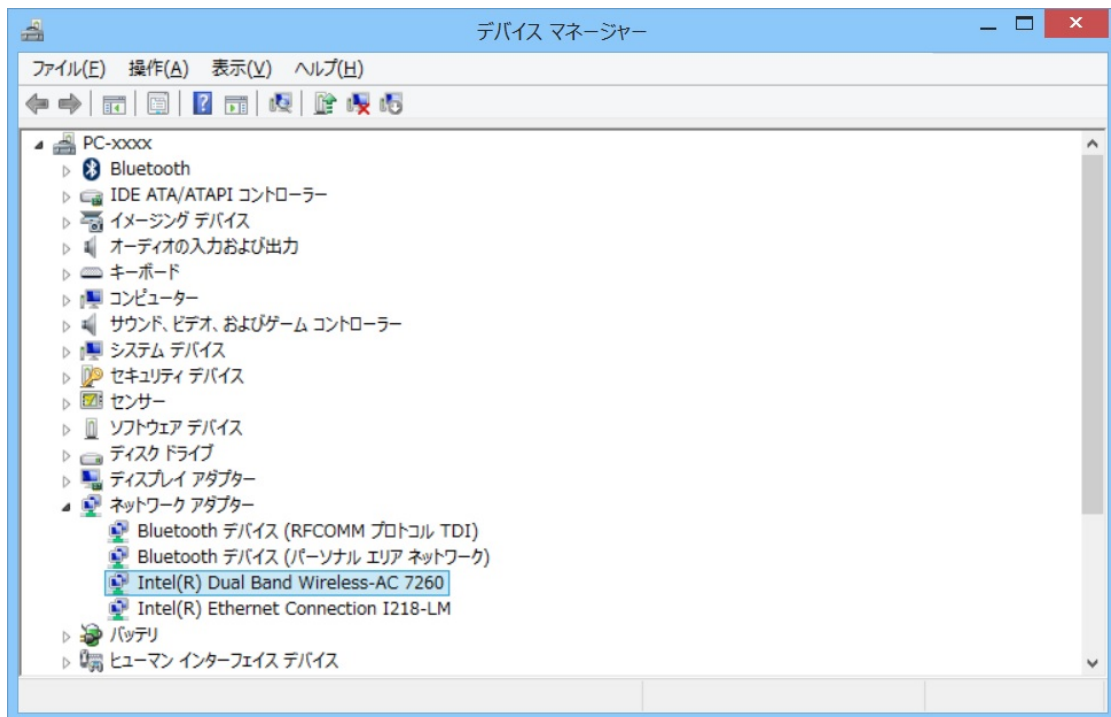 デバイス マネージャー
ファイル(F) 操作(A) 表示(V) ヘルプ(H)
PC-xxxx
Bluetooth
IDE ATA/ATAPI コントローラー
イメージング デバイス
オーディオの入力および出力
キーボード
コンピューター
サウンド、ビデオ、およびゲーム コントローラー
システム デバイス
セキュリティ デバイス
センサー
ソフトウェア デバイス
ディスク ドライブ
ディスプレイ アダプター
ネットワーク アダプター
Bluetooth デバイス (RFCOMM プロトコル TDI)
Bluetooth デバイス (パーソナル エリア ネットワーク)
Intel(R) Dual Band Wireless-AC 7260
Intel(R) Ethernet Connection I218-LM
バッテリ
ヒューマン インターフェイス デバイス